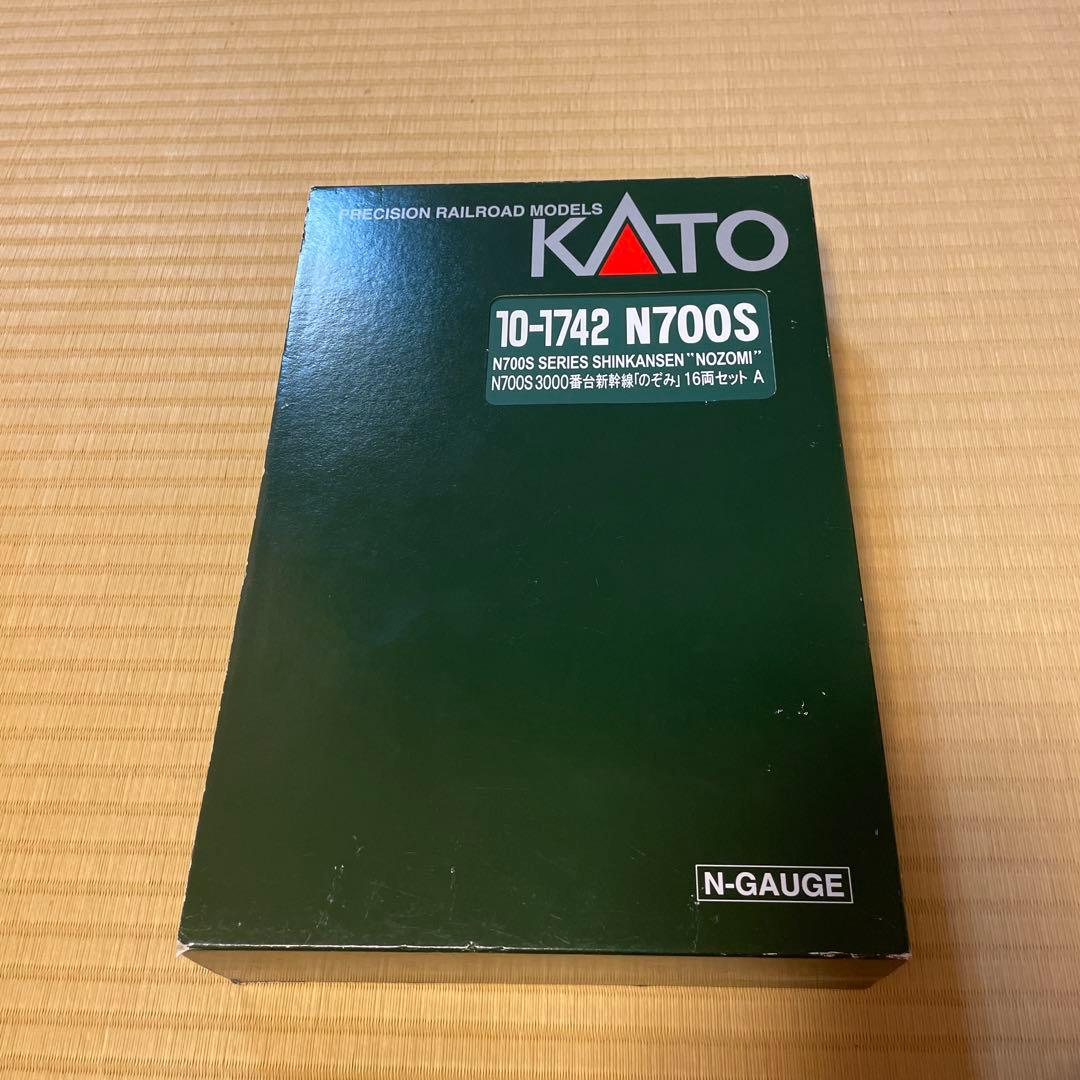 PRECISION RAILROAD MODELS
KATO
10-1742 N700S
N700S SERIES SHINKANSEN "NOZOMI"
N700S 3000番台新幹線「のぞみ」16両セット A
N-GAUGE